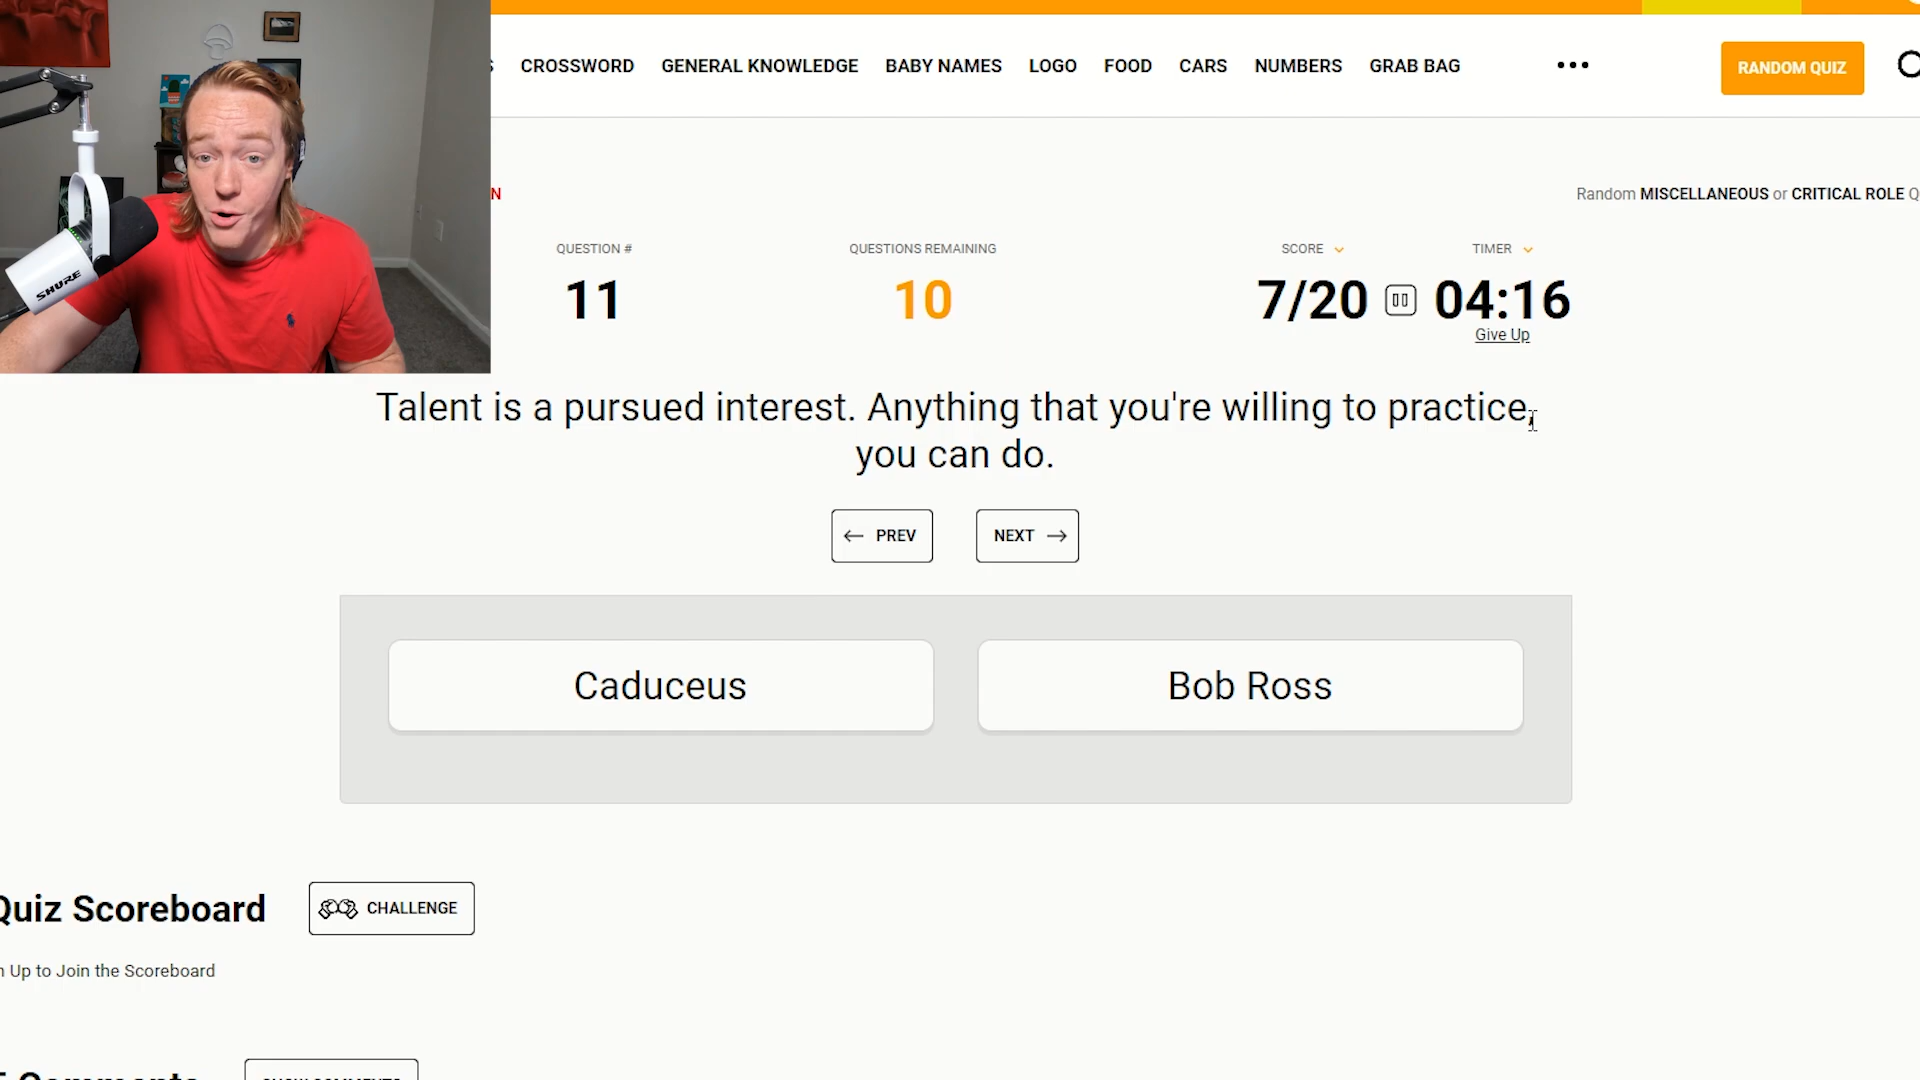 CROSSWORD GENERAL KNOWLEDGE BABY NAMES LOGO FOOD CARS NUMBERS GRAB BAG ••• RANDOM QUIZ
N
Random MISCELLANEOUS or CRITICAL ROLE Q
QUESTION # QUESTIONS REMAINING SCORE TIMER
11 10 7/20 04:16
Give Up
SHURE
Talent is a pursued interest. Anything that you're willing to practice,
you can do.
← PREV NEXT →
Caduceus Bob Ross
Quiz Scoreboard CHALLENGE
n Up to Join the Scoreboard